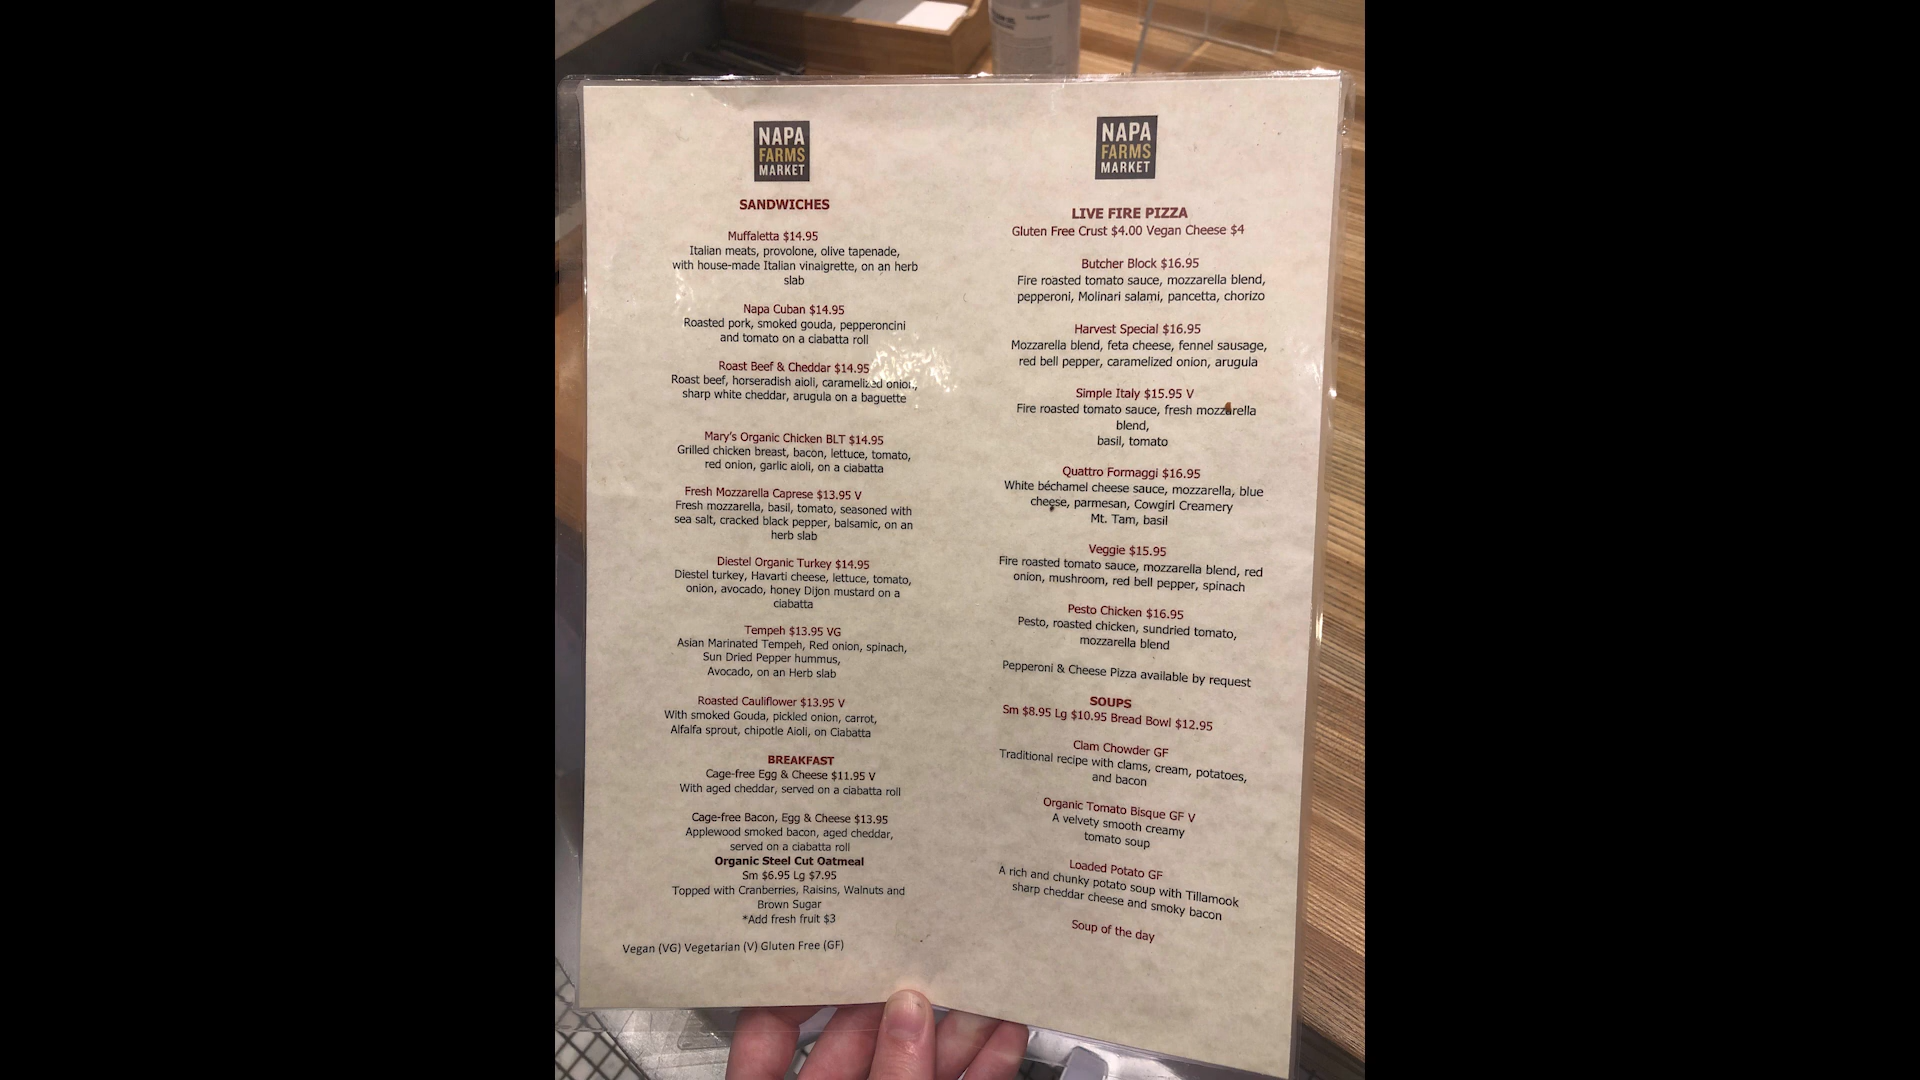 NAPA
FARMS
MARKET
SANDWICHES
Muffaletta $14.95
Italian meats, provolone, olive tapenade,
with house-made Italian vinaigrette, on an herb
slab
Napa Cuban $14.95
Roasted pork, smoked gouda, pepperoncini
and tomato on a ciabatta roll
Roast Beef & Cheddar $14.95
Roast beef, horseradish aioli, caramelized onion,
sharp white cheddar, arugula on a baguette
Mary's Organic Chicken BLT $14.95
Grilled chicken breast, bacon, lettuce, tomato,
red onion, garlic aioli, on a ciabatta
Fresh Mozzarella Caprese $13.95 V
Fresh mozzarella, basil, tomato, seasoned with
sea salt, cracked black pepper, balsamic, on an
herb slab
Diestel Organic Turkey $14.95
Diestel turkey, Havarti cheese, lettuce, tomato,
onion, avocado, honey Dijon mustard on a
ciabatta
Tempeh $13.95 VG
Asian Marinated Tempeh, Red onion, spinach,
Sun Dried Pepper hummus,
Avocado, on an Herb slab
Roasted Cauliflower $13.95 V
With smoked Gouda, pickled onion, carrot,
Alfalfa sprout, chipotle Aioli, on Ciabatta
BREAKFAST
Cage-free Egg & Cheese $11.95 V
With aged cheddar, served on a ciabatta roll
Cage-free Bacon, Egg & Cheese $13.95
Applewood smoked bacon, aged cheddar,
served on a ciabatta roll
Organic Steel Cut Oatmeal
Sm $6.95 Lg $7.95
Topped with Cranberries, Raisins, Walnuts and
Brown Sugar
*Add fresh fruit $3
Vegan (VG) Vegetarian (V) Gluten Free (GF)
NAPA
FARMS
MARKET
LIVE FIRE PIZZA
Gluten Free Crust $4.00 Vegan Cheese $4
Butcher Block $16.95
Fire roasted tomato sauce, mozzarella blend,
pepperoni, Molinari salami, pancetta, chorizo
Harvest Special $16.95
Mozzarella blend, feta cheese, fennel sausage,
red bell pepper, caramelized onion, arugula
Simple Italy $15.95 V
Fire roasted tomato sauce, fresh mozzarella
blend,
basil, tomato
Quattro Formaggi $16.95
White béchamel cheese sauce, mozzarella, blue
cheese, parmesan, Cowgirl Creamery
Mt. Tam, basil
Veggie $15.95
Fire roasted tomato sauce, mozzarella blend, red
onion, mushroom, red bell pepper, spinach
Pesto Chicken $16.95
Pesto, roasted chicken, sundried tomato,
mozzarella blend
Pepperoni & Cheese Pizza available by request
SOUPS
Sm $8.95 Lg $10.95 Bread Bowl $12.95
Clam Chowder GF
Traditional recipe with clams, cream, potatoes,
and bacon
Organic Tomato Bisque GF V
A velvety smooth creamy
tomato soup
Loaded Potato GF
A rich and chunky potato soup with Tillamook
sharp cheddar cheese and smoky bacon
Soup of the day